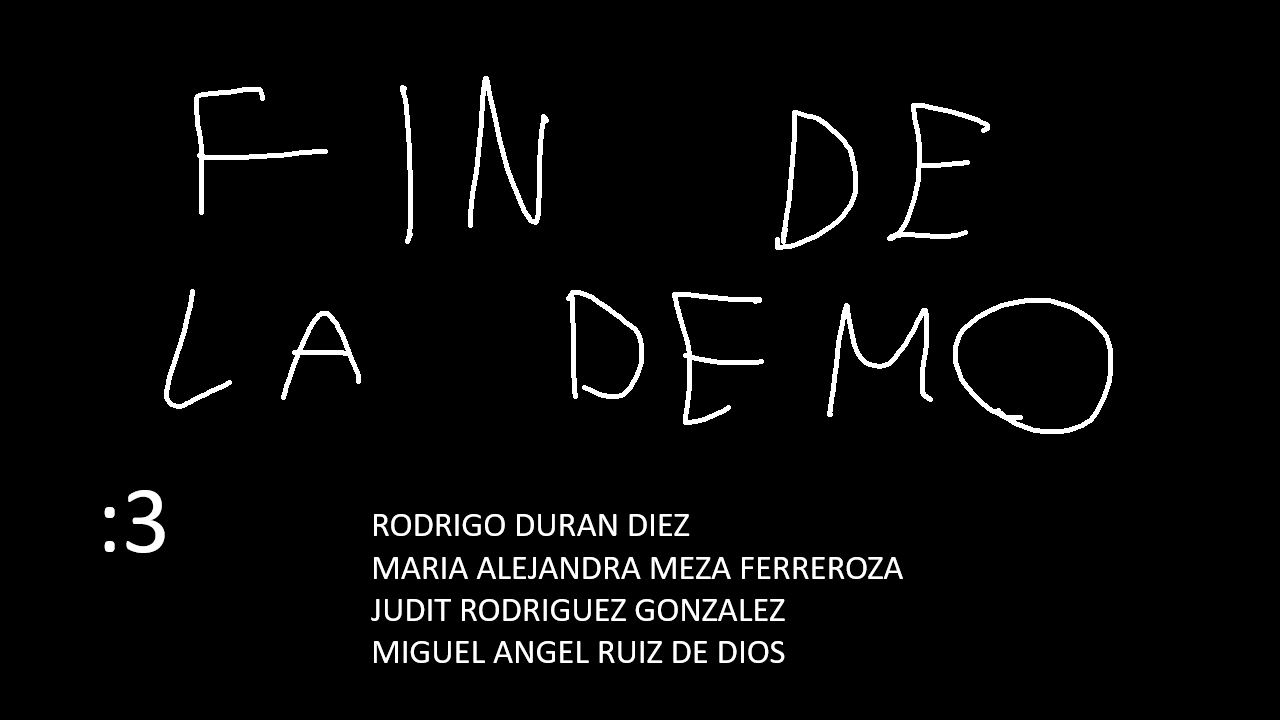 FIN DE
LA DEMO
:3
RODRIGO DURAN DIEZ
MARIA ALEJANDRA MEZA FERREROZA
JUDIT RODRIGUEZ GONZALEZ
MIGUEL ANGEL RUIZ DE DIOS